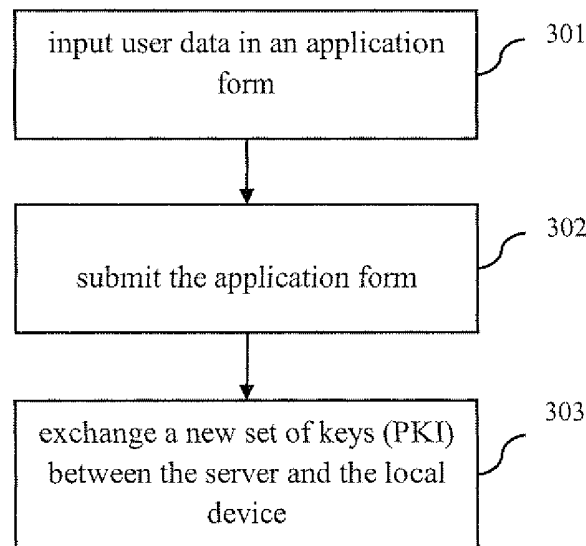 input user data in an application
form
301
submit the application form
302
exchange a new set of keys (PKI)
between the server and the local
device
303